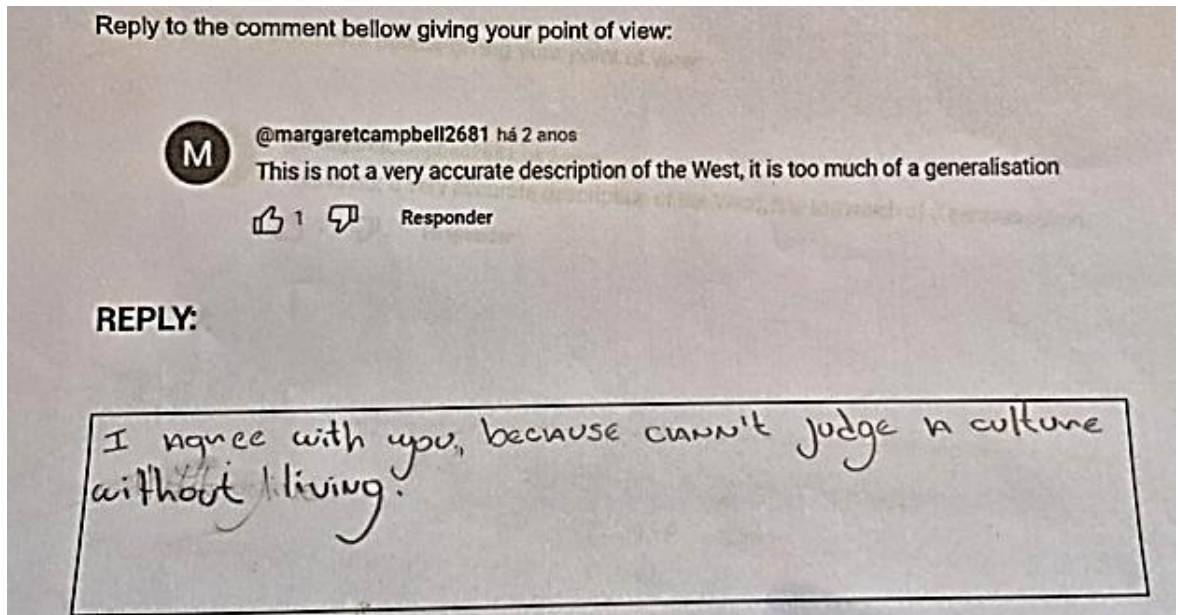 Reply to the comment bellow giving your point of view:
M
@margaretcampbell2681 há 2 anos
This is not a very accurate description of the West, it is too much of a generalisation
1 Responder
REPLY:
I agree with you, because cann't judge a culture
without living.